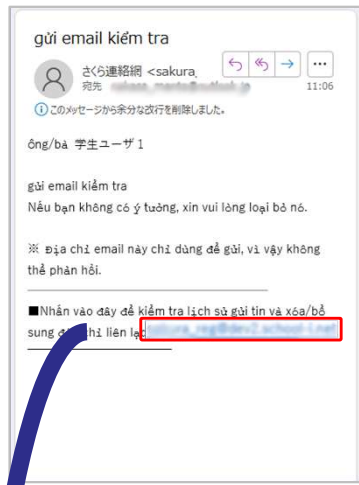 gửi email kiểm tra
さくら連絡網 <sakura_
宛先
11:06
このメッセージから余分な改行を削除しました。
ông/bà 学生ユーザ 1
gửi email kiểm tra
Nếu bạn không có ý tưởng, xin vui lòng loại bỏ nó.
※ Địa chỉ email này chỉ dùng để gửi, vì vậy không
thể phản hồi.
■Nhấn vào đây để kiểm tra lịch sử gửi tin và xóa/bổ
sung chỉ liên lạc